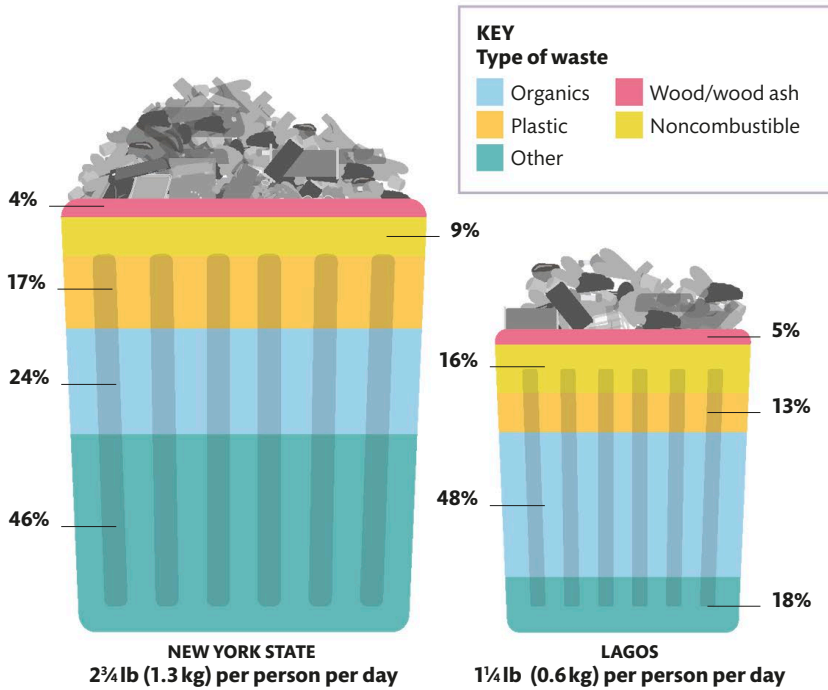 KEY
Type of waste
Organics
Wood/wood ash
Plastic
Noncombustible
Other
4%
9%
17%
24%
46%
5%
16%
13%
48%
18%
NEW YORK STATE
2¾ lb (1.3 kg) per person per day
LAGOS
1¼ lb (0.6 kg) per person per day